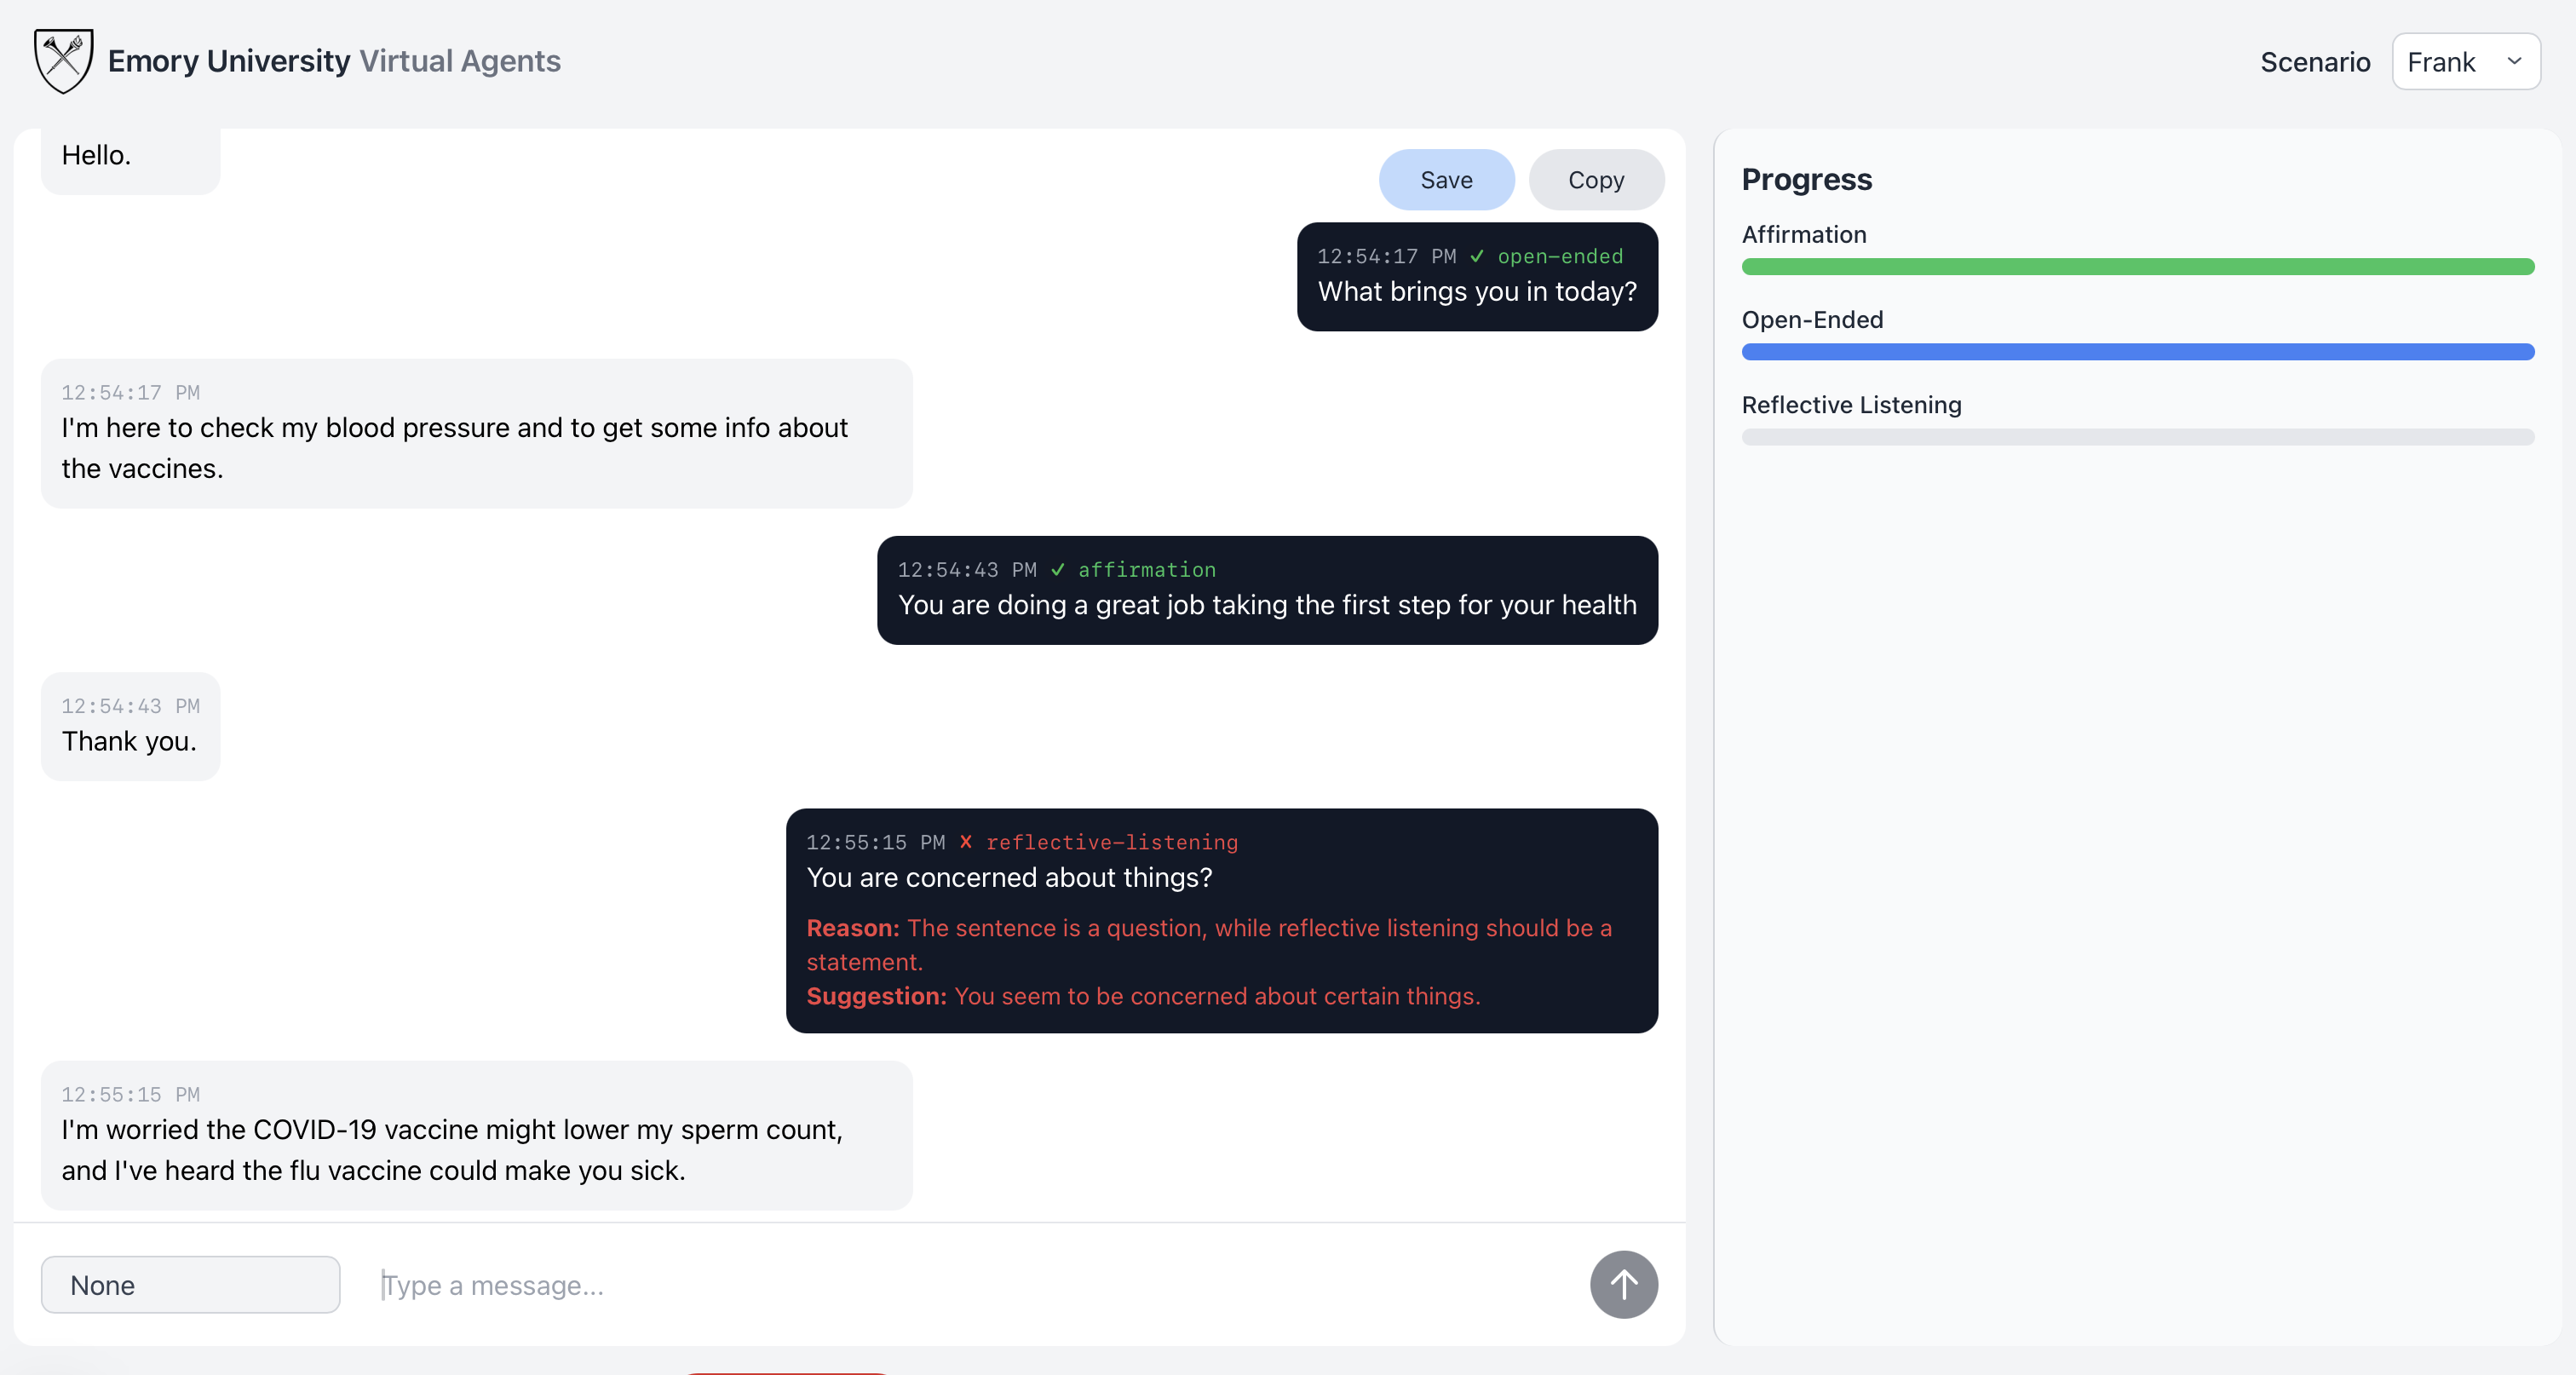 Emory University Virtual Agents
Scenario
Frank
Hello.
Save
Copy
12:54:17 PM ✓ open-ended
What brings you in today?
12:54:17 PM
I'm here to check my blood pressure and to get some info about
the vaccines.
12:54:43 PM ✓ affirmation
You are doing a great job taking the first step for your health
12:54:43 PM
Thank you.
12:55:15 PM ✗ reflective-listening
You are concerned about things?
Reason: The sentence is a question, while reflective listening should be a
statement.
Suggestion: You seem to be concerned about certain things.
12:55:15 PM
I'm worried the COVID-19 vaccine might lower my sperm count,
and I've heard the flu vaccine could make you sick.
None
Type a message...
Progress
Affirmation
Open-Ended
Reflective Listening